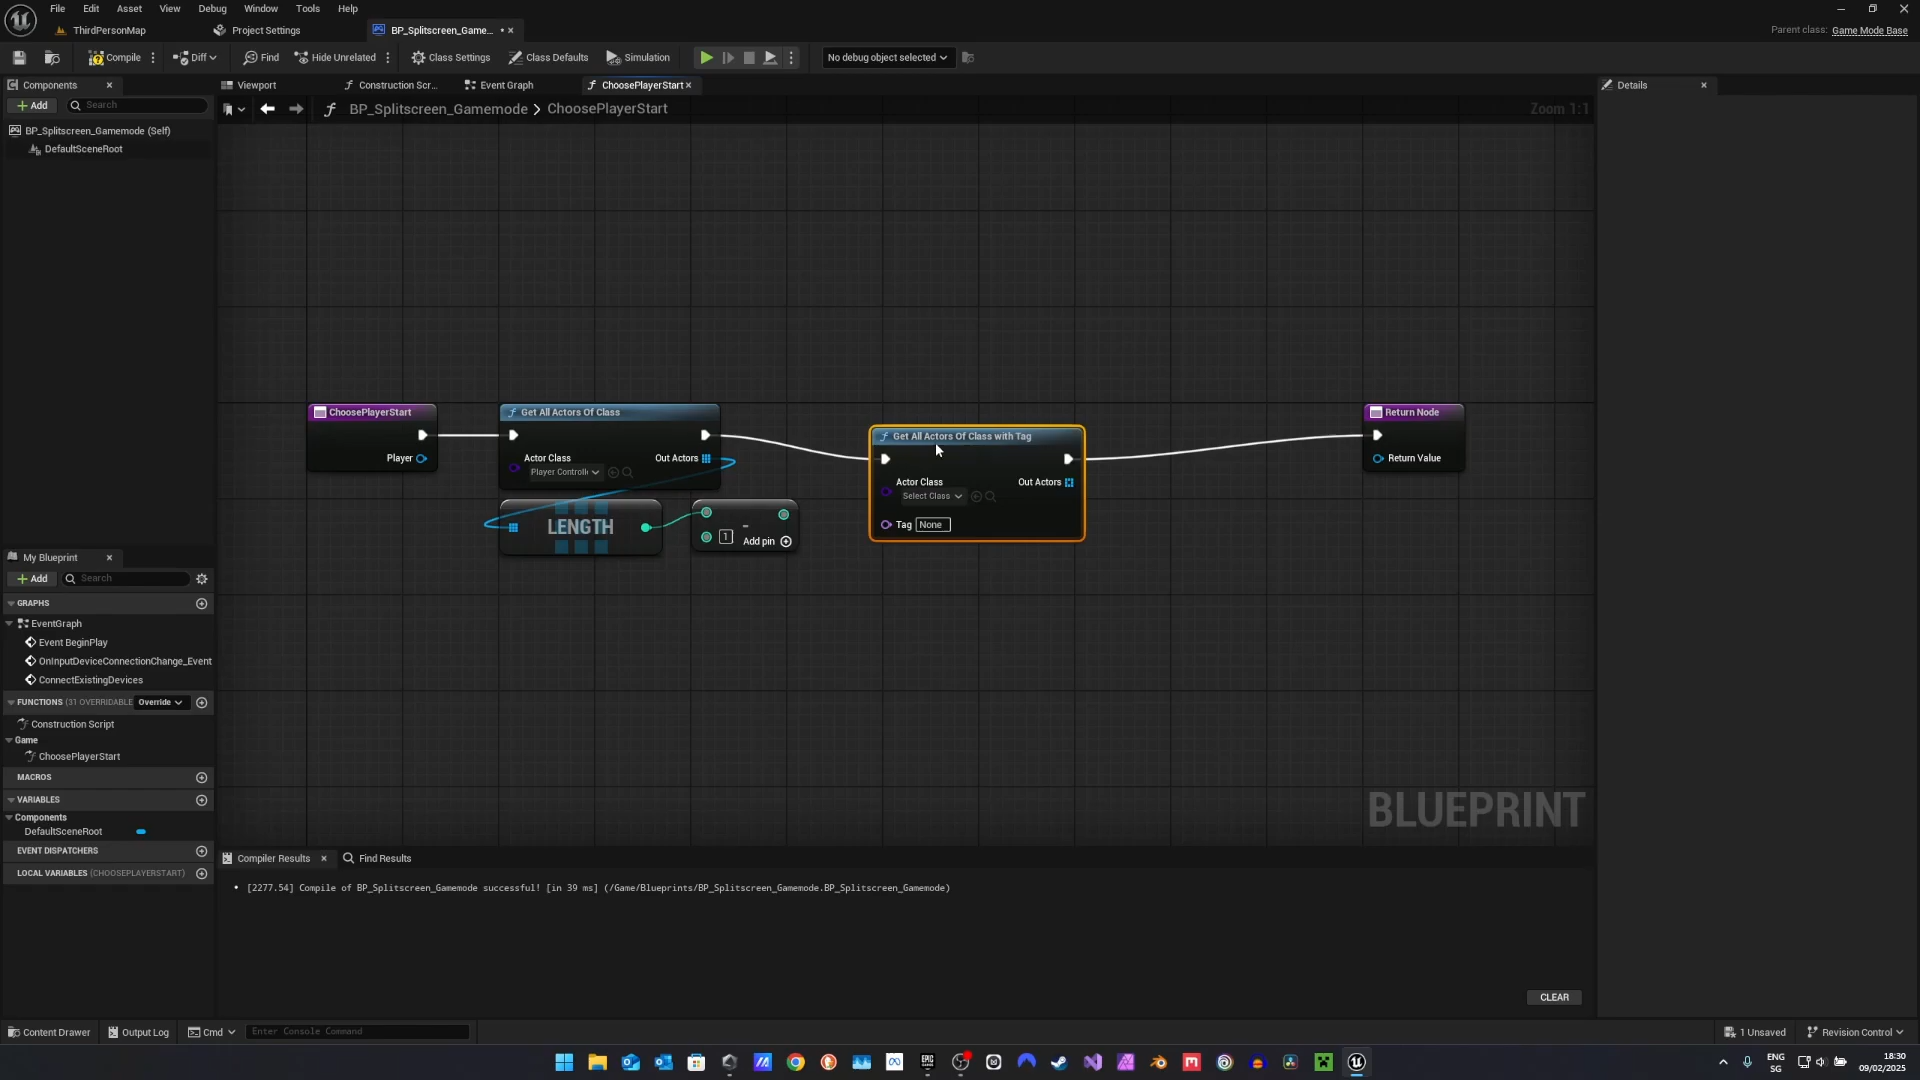 File Edit Asset View Debug Window Tools Help
ThirdPersonMap Project Settings BP_Splitscreen_Game...
Parent class: Game Mode Base
Compile Diff Find Hide Unrelated Class Settings Class Defaults Simulation No debug object selected
Components
Viewport Construction Scr... Event Graph ChoosePlayerStart
Details
Add Search
BP_Splitscreen_Gamemode > ChoosePlayerStart
Zoom 1:1
BP_Splitscreen_Gamemode (Self)
DefaultSceneRoot
ChoosePlayerStart
Player
Get All Actors Of Class
Actor Class
Player Controlle
Out Actors
LENGTH
-
1
Add pin
Get All Actors Of Class with Tag
Actor Class
Select Class
Out Actors
Tag None
Return Node
Return Value
BLUEPRINT
My Blueprint
Add Search
GRAPHS
EventGraph
Event BeginPlay
OnInputDeviceConnectionChange_Event
ConnectExistingDevices
FUNCTIONS (31 OVERRIDABLE Override
Construction Script
Game
ChoosePlayerStart
MACROS
VARIABLES
Components
DefaultSceneRoot
EVENT DISPATCHERS
LOCAL VARIABLES (CHOOSEPLAYERSTART)
Compiler Results Find Results
[2277.54] Compile of BP_Splitscreen_Gamemode successful! [in 39 ms] (/Game/Blueprints/BP_Splitscreen_Gamemode.BP_Splitscreen_Gamemode)
CLEAR
Content Drawer Output Log Cmd Enter Console Command
1 Unsaved Revision Control
ENG
SG
18:30
09/02/2025